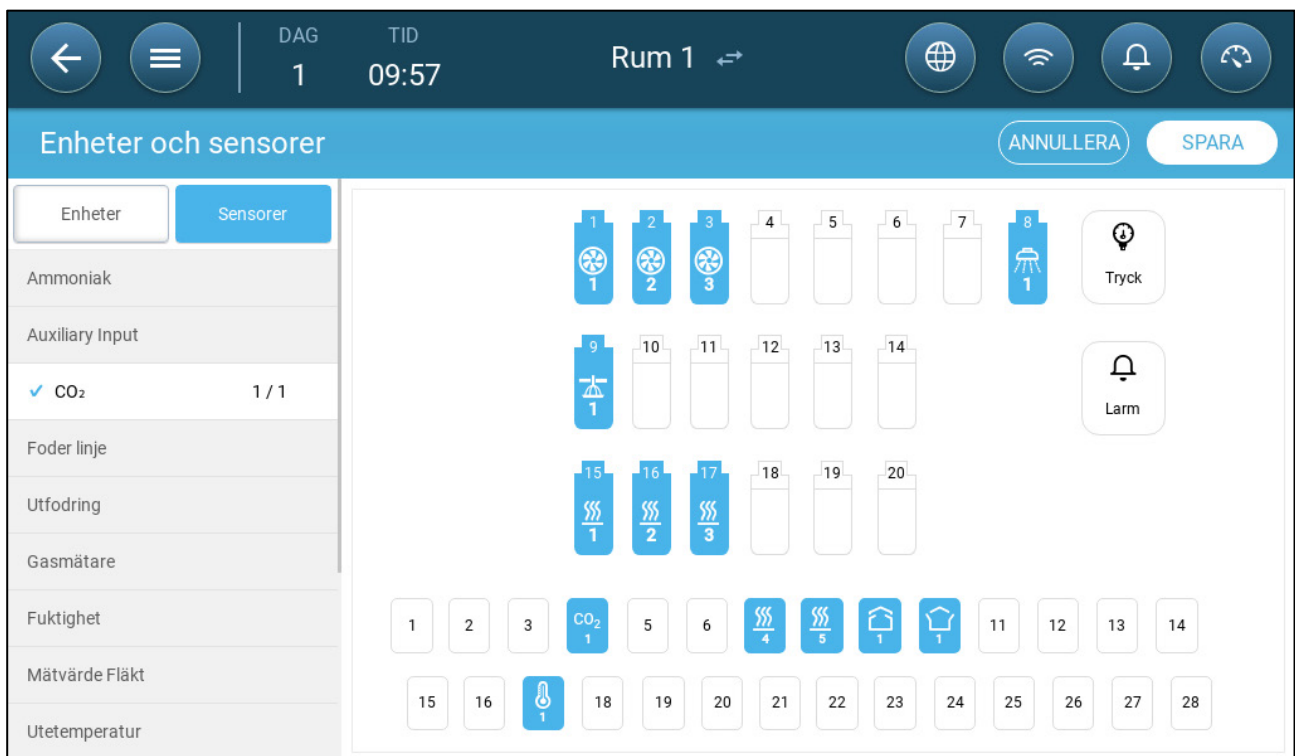 DAG TID
1 09:57 Rum 1
Enheter och sensorer ANNULLERA SPARA
Enheter Sensorer
Ammoniak
Auxiliary Input
CO₂ 1 / 1
Foder linje
Utfodring
Gasmätare
Fuktighet
Mätvärde Fläkt
Utetemperatur
1 2 3 4 5 6 7 8
1 2 3 1
Tryck
9 10 11 12 13 14
1
Larm
15 16 17 18 19 20
1 2 3
1 2 3 CO₂ 5 6 11 12 13 14
1 4 5 1 1
15 16 18 19 20 21 22 23 24 25 26 27 28
1